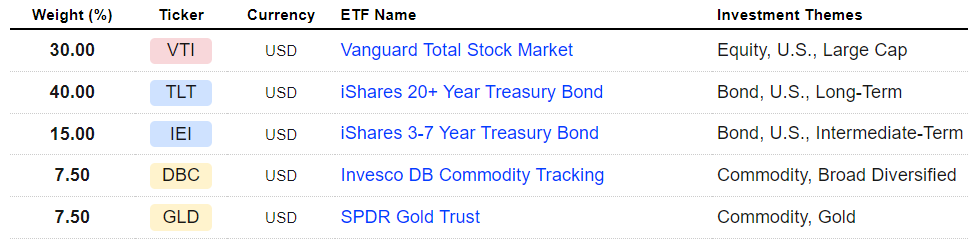 Weight (%) Ticker Currency ETF Name Investment Themes
30.00 VTI USD Vanguard Total Stock Market Equity, U.S., Large Cap
40.00 TLT USD iShares 20+ Year Treasury Bond Bond, U.S., Long-Term
15.00 IEI USD iShares 3-7 Year Treasury Bond Bond, U.S., Intermediate-Term
7.50 DBC USD Invesco DB Commodity Tracking Commodity, Broad Diversified
7.50 GLD USD SPDR Gold Trust Commodity, Gold